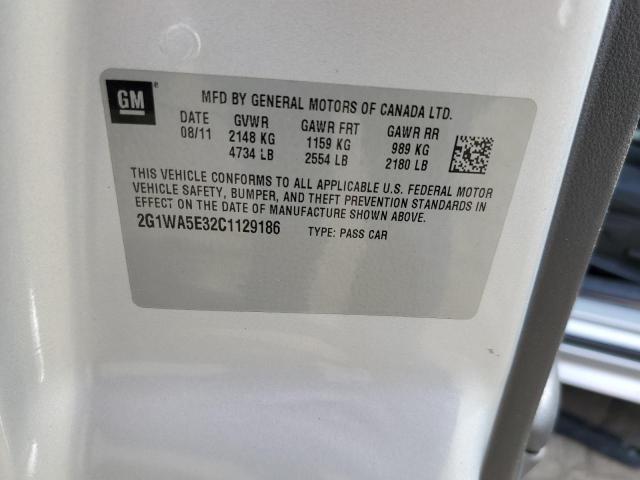 GM
MFD BY GENERAL MOTORS OF CANADA LTD.
DATE GVWR GAWR FRT GAWR RR
08/11 2148 KG 1159 KG 989 KG
4734 LB 2554 LB 2180 LB
THIS VEHICLE CONFORMS TO ALL APPLICABLE U.S. FEDERAL MOTOR
VEHICLE SAFETY, BUMPER, AND THEFT PREVENTION STANDARDS IN
EFFECT ON THE DATE OF MANUFACTURE SHOWN ABOVE.
2G1WA5E32C1129186 TYPE: PASS CAR